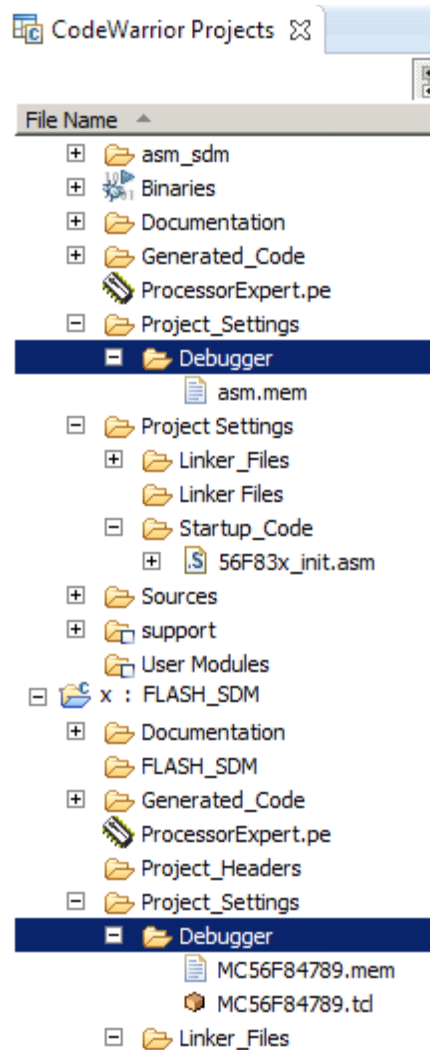 CodeWarrior Projects
File Name
asm_sdm
Binaries
Documentation
Generated_Code
ProcessorExpert.pe
Project_Settings
Debugger
asm.mem
Project Settings
Linker_Files
Linker Files
Startup_Code
56F83x_init.asm
Sources
support
User Modules
x : FLASH_SDM
Documentation
FLASH_SDM
Generated_Code
ProcessorExpert.pe
Project_Headers
Project_Settings
Debugger
MC56F84789.mem
MC56F84789.tcl
Linker_Files